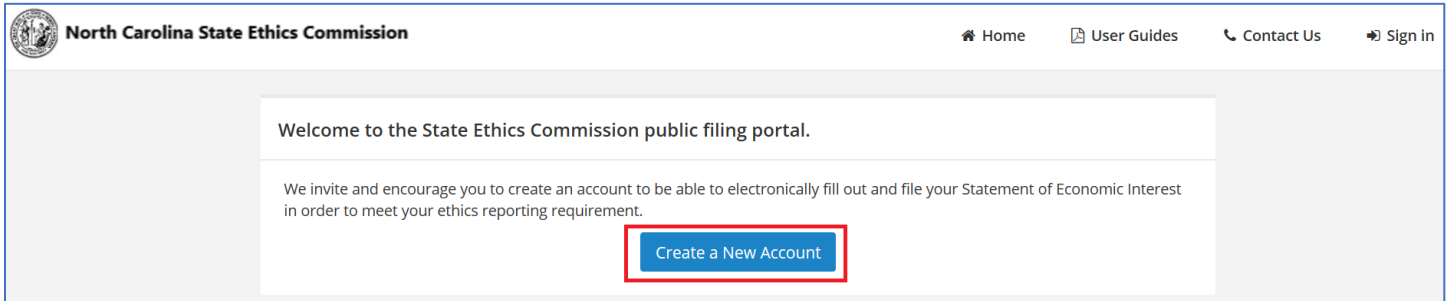 North Carolina State Ethics Commission
Home
User Guides
Contact Us
Sign in
Welcome to the State Ethics Commission public filing portal.
We invite and encourage you to create an account to be able to electronically fill out and file your Statement of Economic Interest
in order to meet your ethics reporting requirement.
Create a New Account